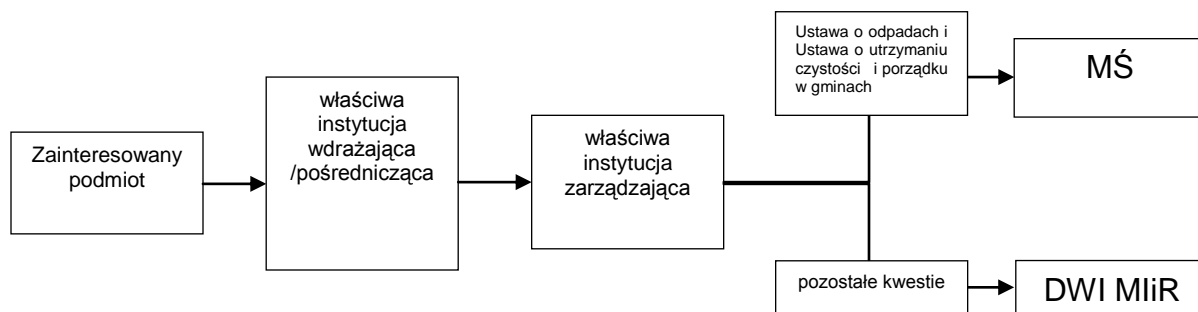 Zainteresowany
podmiot
właściwa
instytucja
wdrażająca
/pośrednicząca
właściwa
instytucja
zarządzająca
Ustawa o odpadach i
Ustawa o utrzymaniu
czystości i porządku
w gminach
MŚ
pozostałe kwestie
DWI MIiR